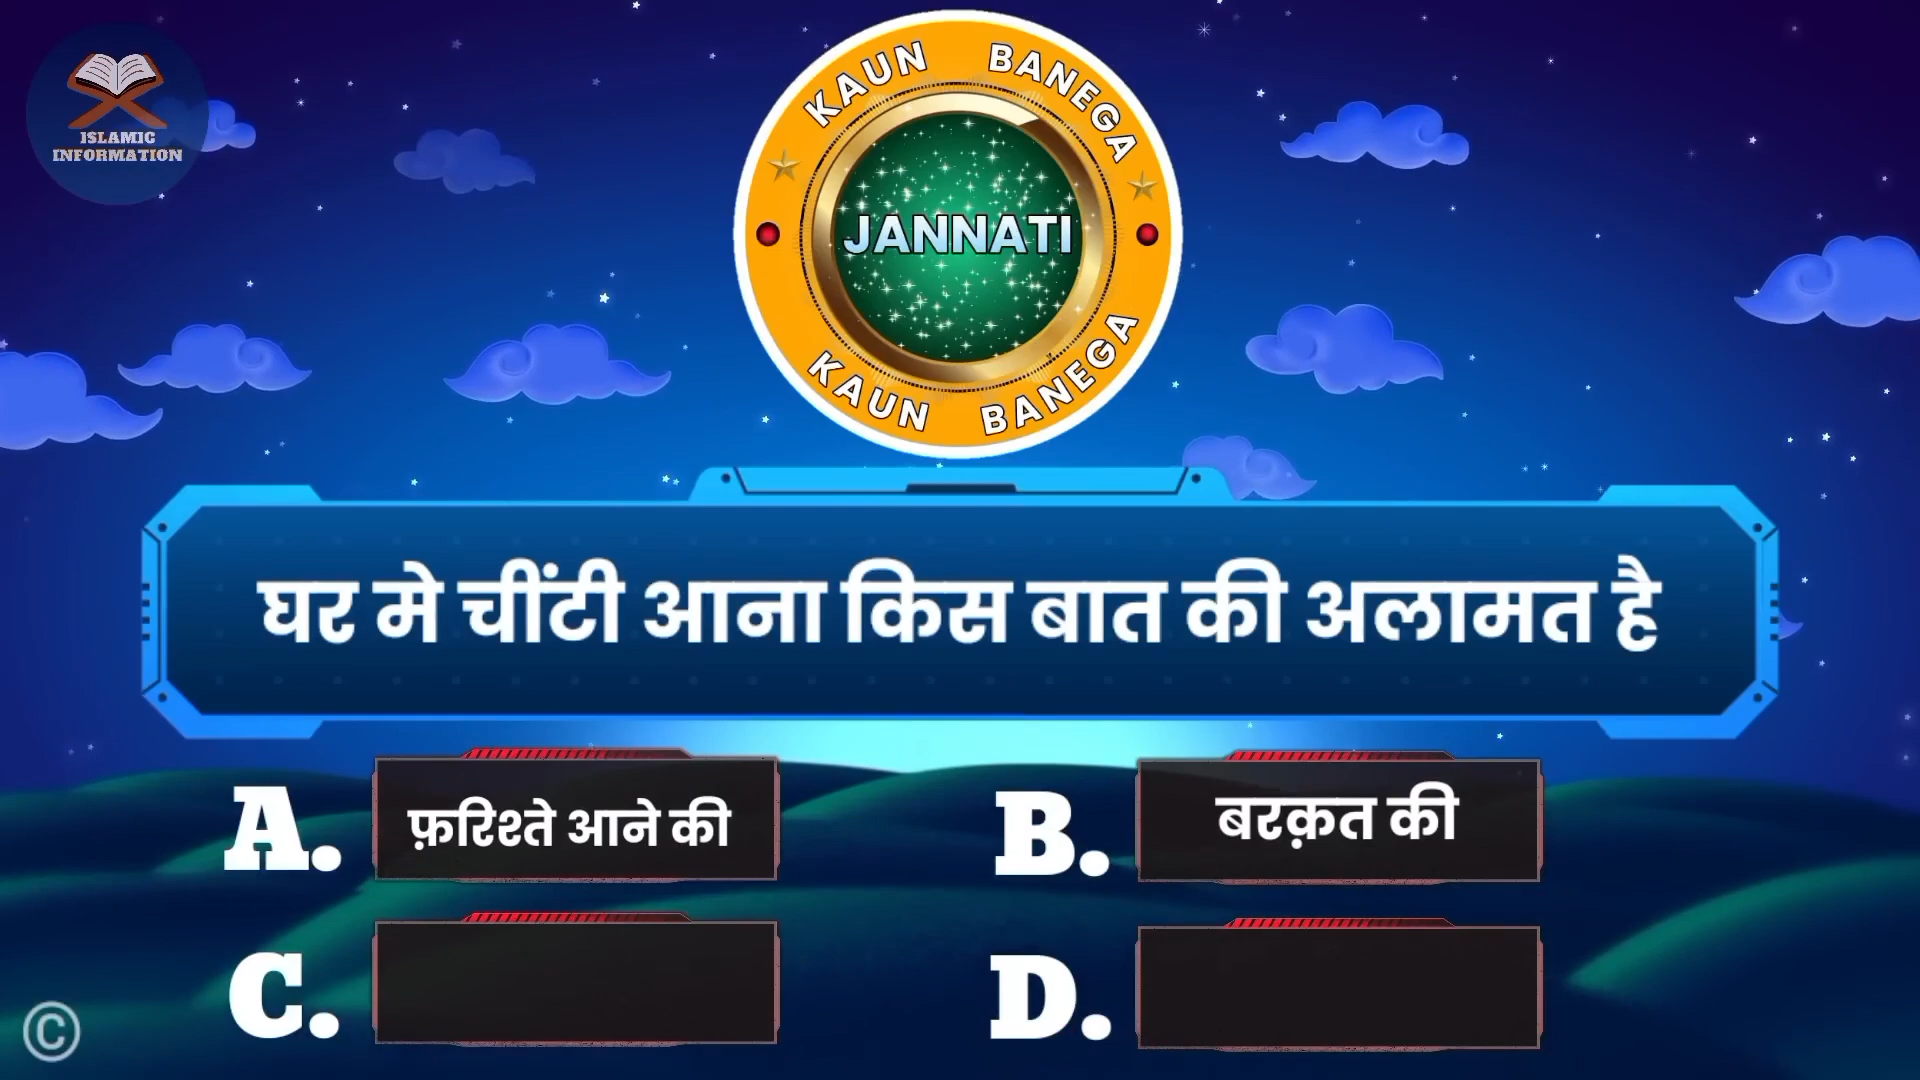 ISLAMIC
INFORMATION
KAUN BANEGA
JANNATI
KAUN BANEGA
घर मे चींटी आना किस बात की अलामत है
A. फ़रिश्ते आने की
B. बरक़त की
C.
D.
©